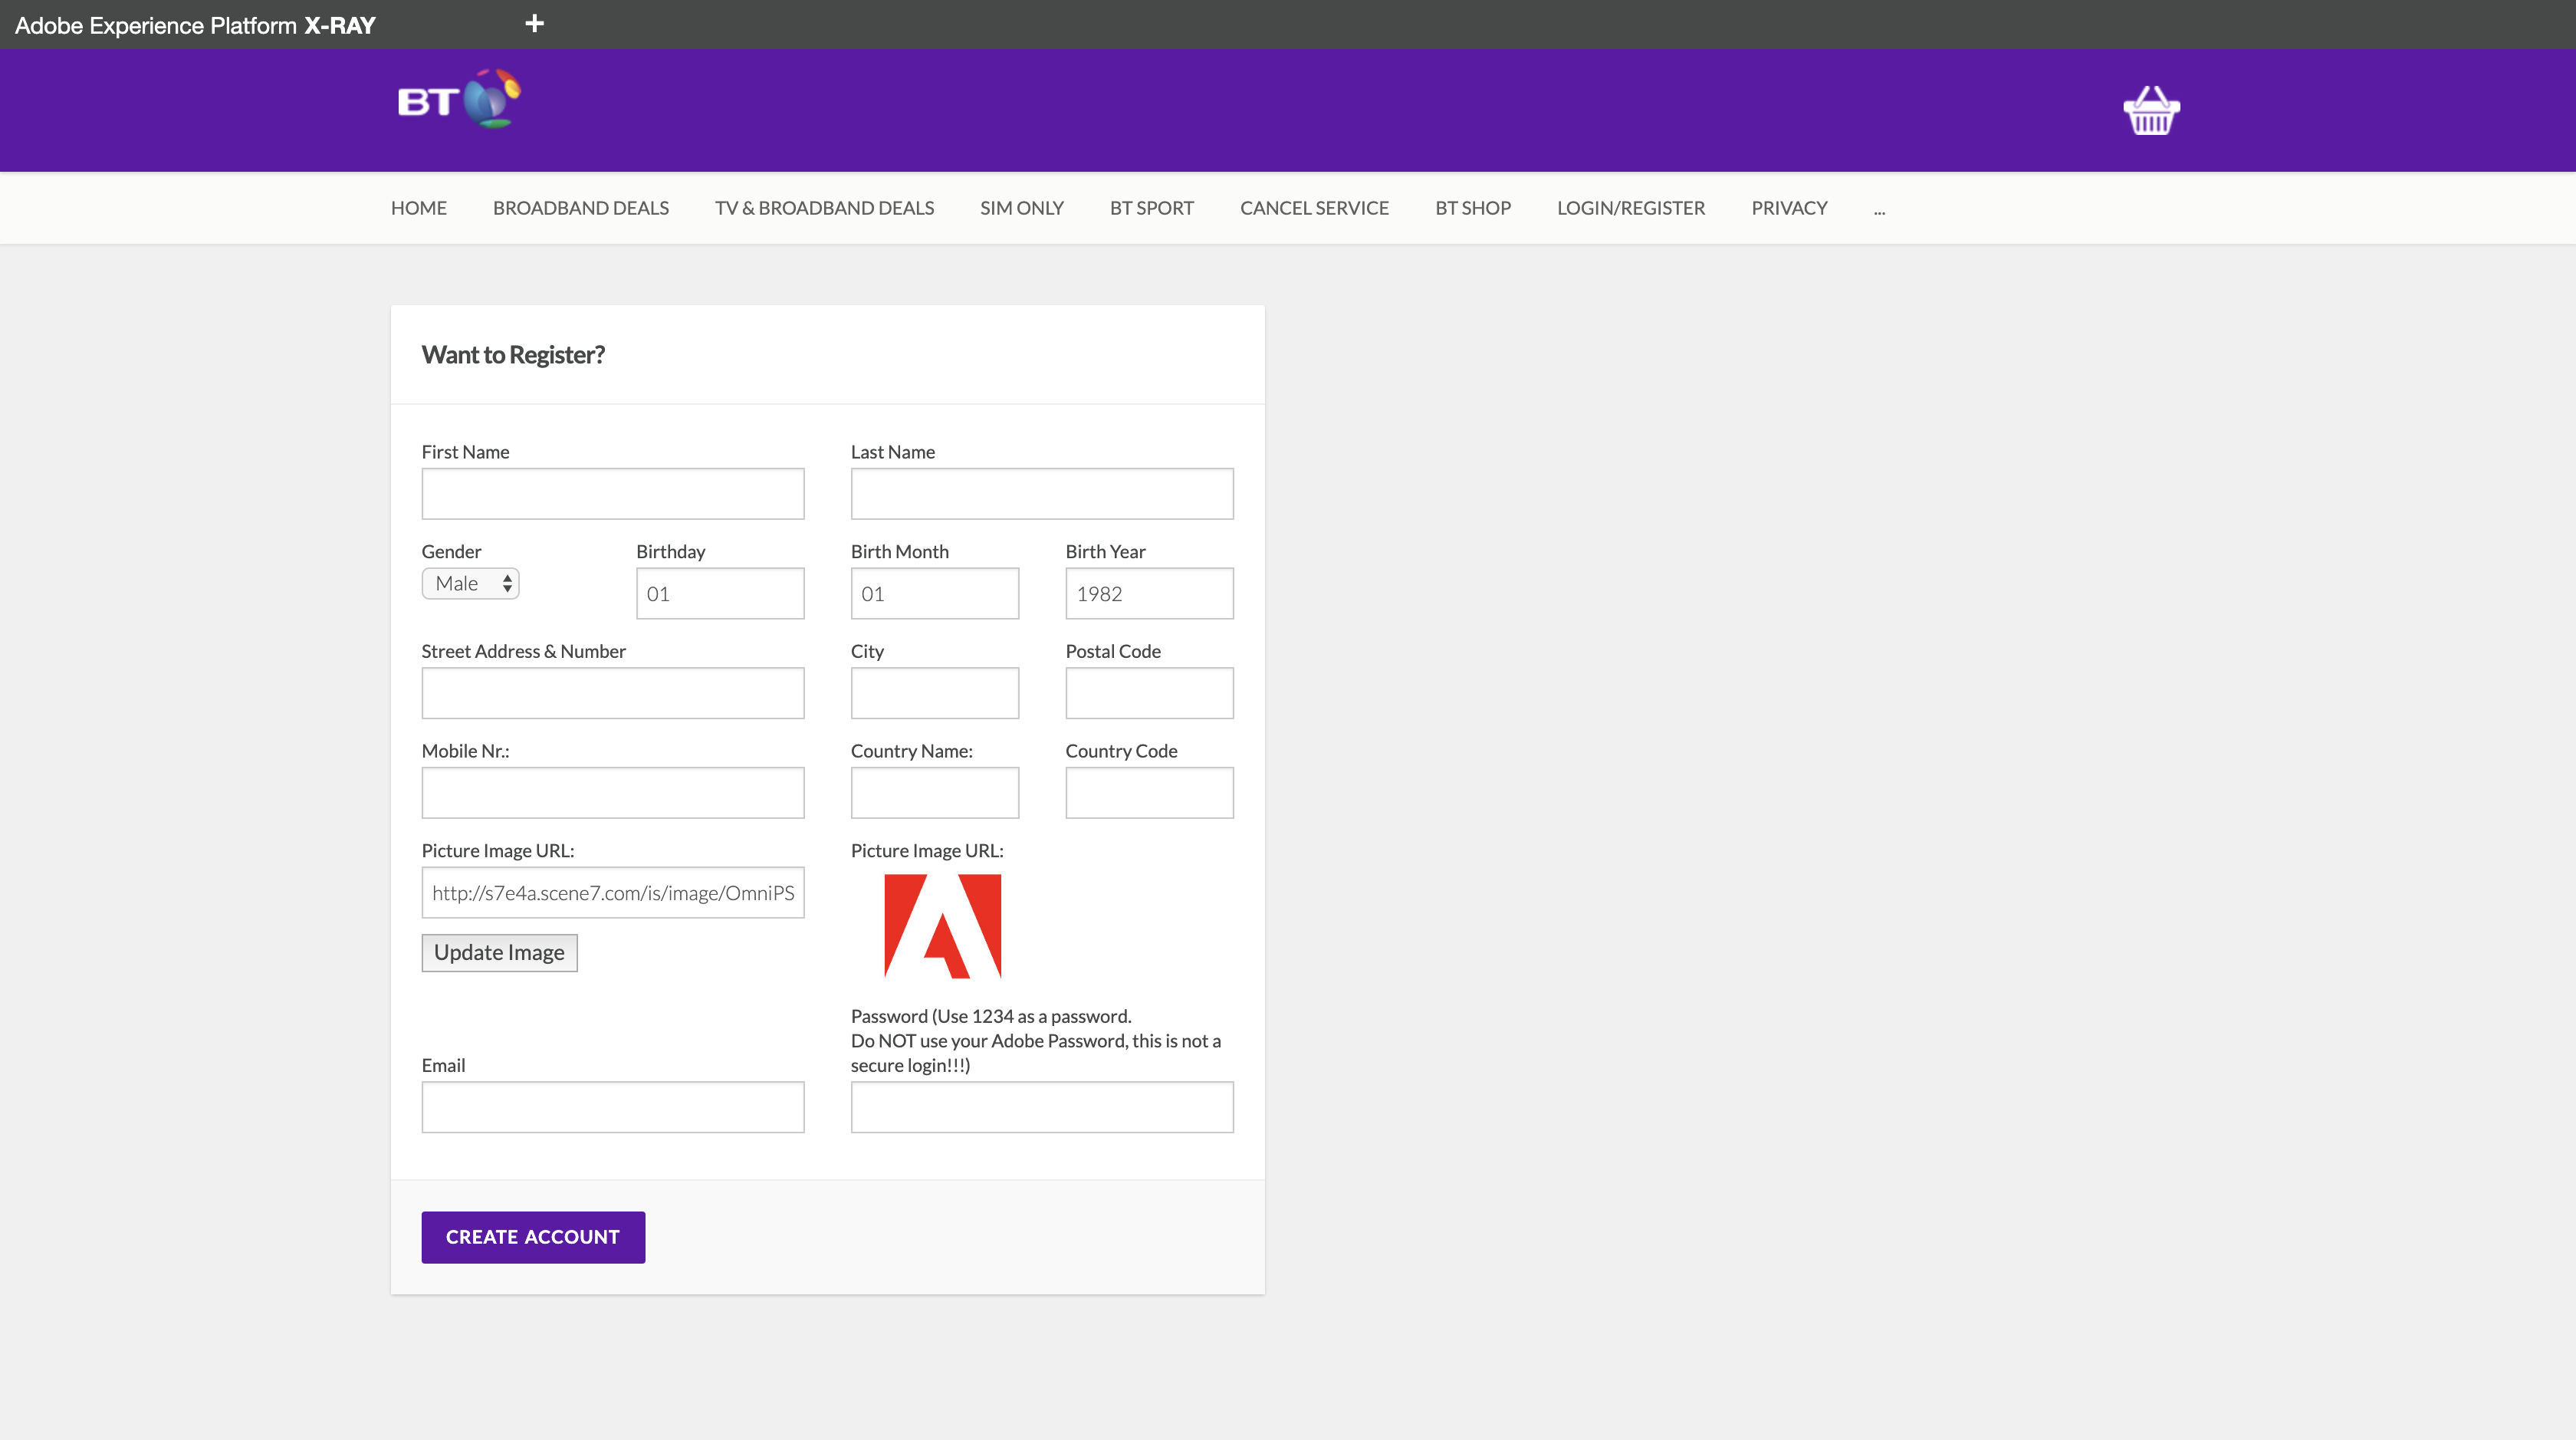 Adobe Experience Platform X-RAY +
BT
HOME BROADBAND DEALS TV & BROADBAND DEALS SIM ONLY BT SPORT CANCEL SERVICE BT SHOP LOGIN/REGISTER PRIVACY ...
Want to Register?
First Name Last Name
Gender Birthday Birth Month Birth Year
Male 01 01 1982
Street Address & Number City Postal Code
Mobile Nr.: Country Name: Country Code
Picture Image URL: Picture Image URL:
http://s7e4a.scene7.com/is/image/OmniPS
Update Image
Password (Use 1234 as a password.
Do NOT use your Adobe Password, this is not a
Email secure login!!!)
CREATE ACCOUNT